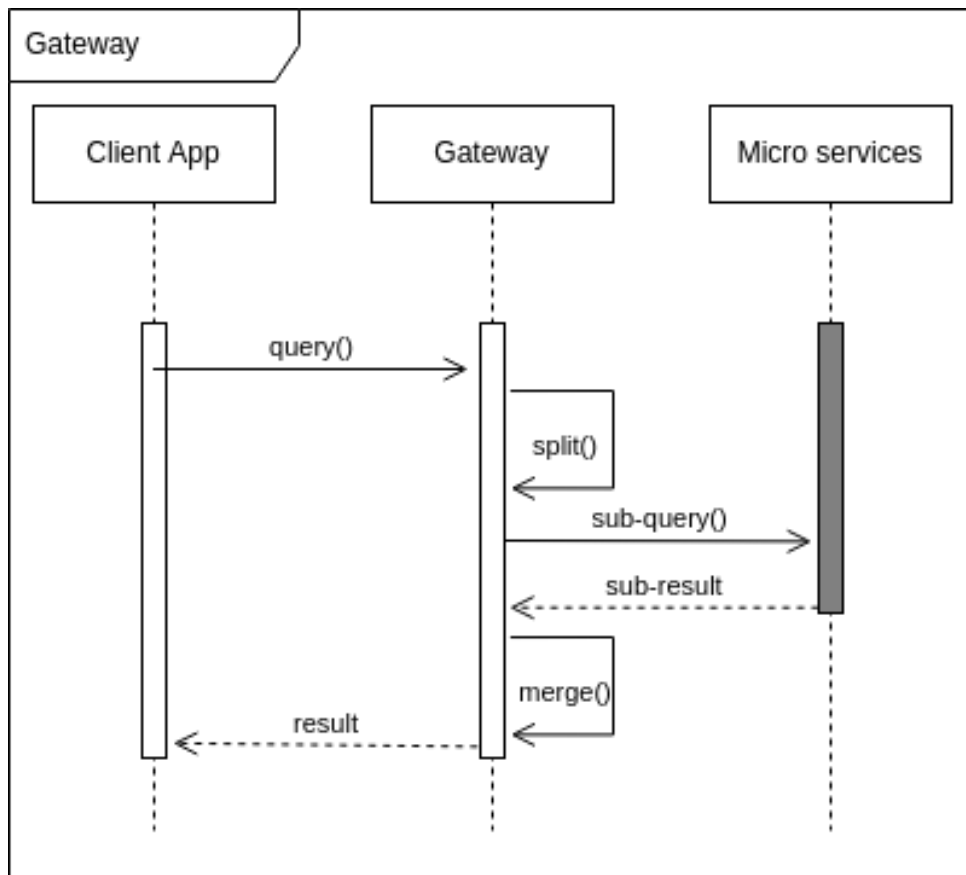 Gateway
Client App
Gateway
Micro services
query()
split()
sub-query()
sub-result
merge()
result